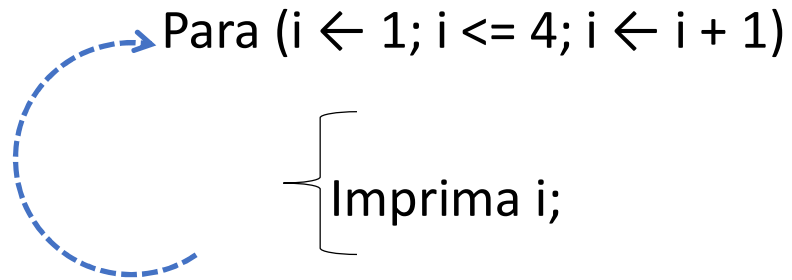 Para (i ← 1; i <= 4; i ← i + 1)
Imprima i;